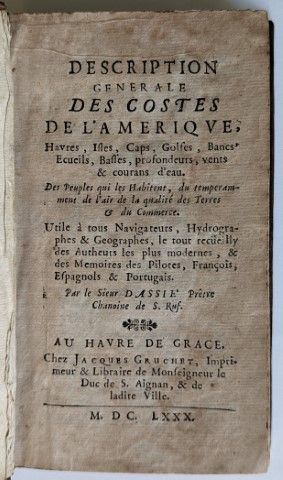 DESCRIPTION
GENERALE
DES COSTES
DE L'AMERIQVE,
Havres, Isles, Caps, Golfes, Bancs
Ecueils, Basses, profondeurs, vents
& courans d'eau.
Des Peuples qui les Habitent, du temperam-
ment de l'air de la qualité des Terres
& du Commerce.
Utile à tous Navigateurs, Hydrogra-
phes & Geographes, le tout recüeilly
des Autheurs les plus modernes, &
des Memoires des Pilotes, François,
Espagnols & Portugais.
Par le Sieur DASSIE' Prêtre
Chanoine de S. Ruf.
AU HAVRE DE GRACE,
Chez JACQUES GRUCHET, Impri-
meur & Libraire de Monseigneur le
Duc de S. Aignan, & de
ladite Ville.
M. DC. LXXX.